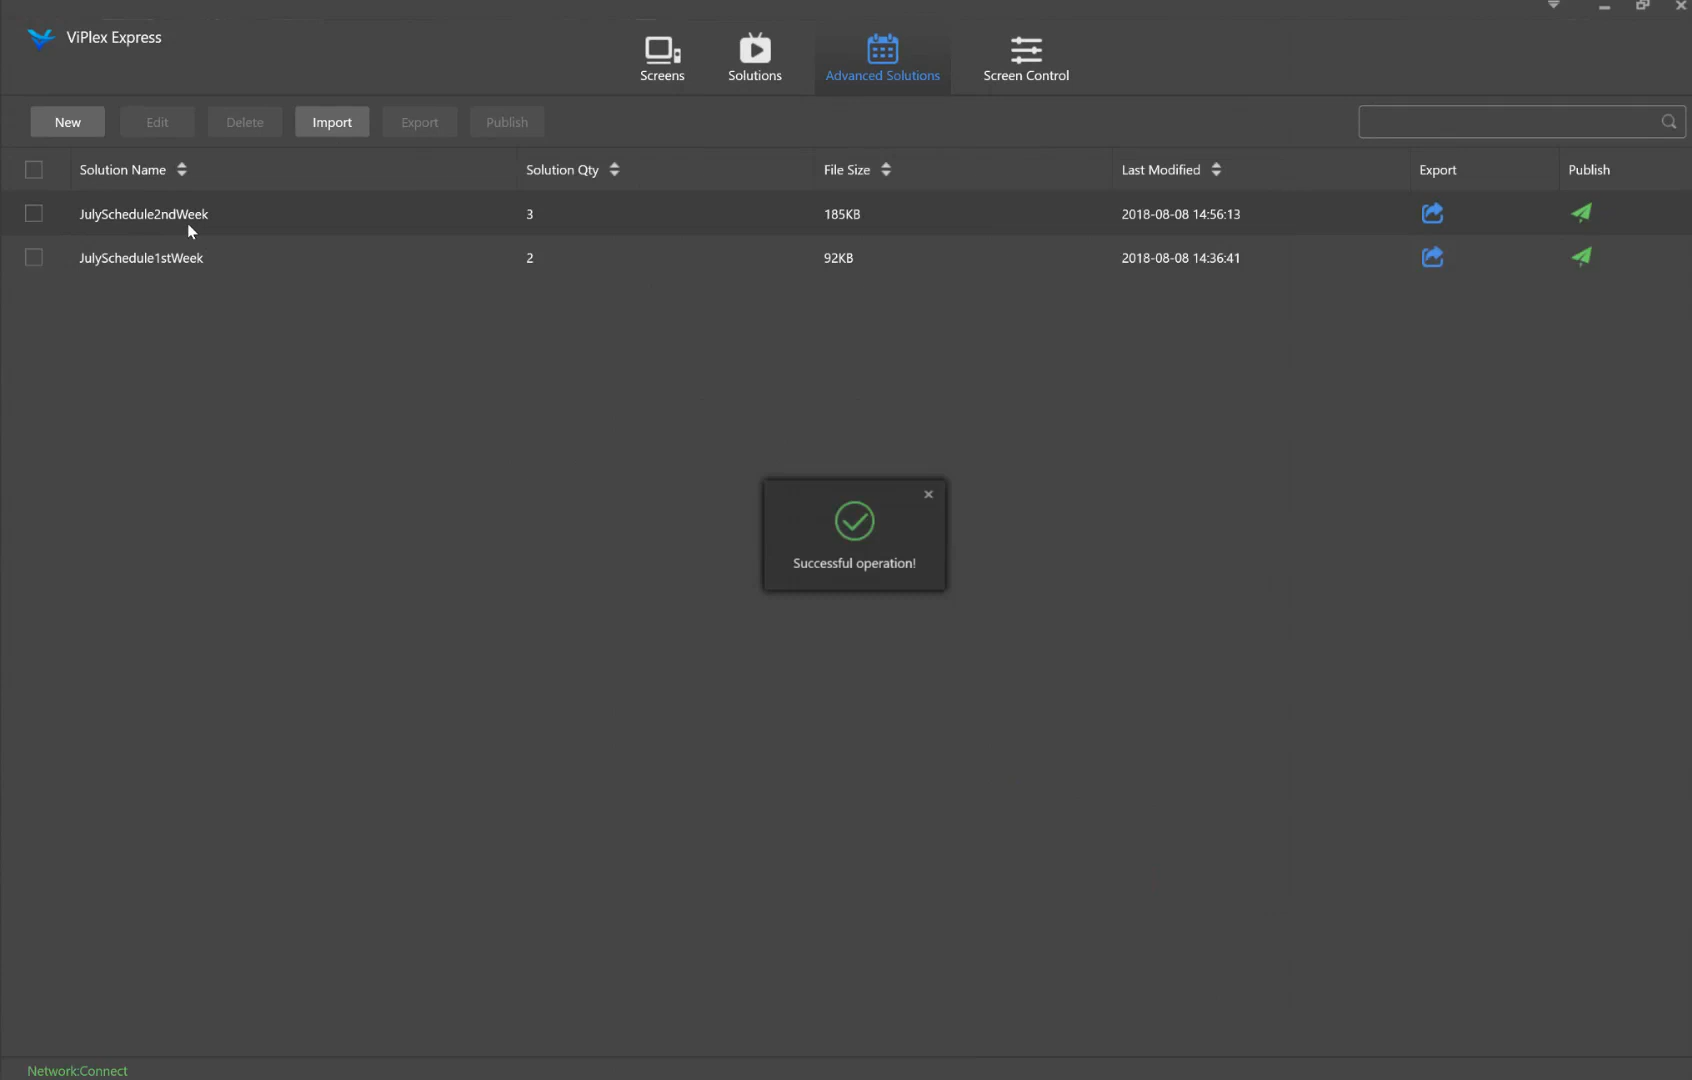 ViPlex Express
Screens
Solutions
Advanced Solutions
Screen Control
New
Edit
Delete
Import
Export
Publish
Solution Name
Solution Qty
File Size
Last Modified
Export
Publish
JulySchedule2ndWeek
3
185KB
2018-08-08 14:56:13
JulySchedule1stWeek
2
92KB
2018-08-08 14:36:41
Successful operation!
Network:Connect